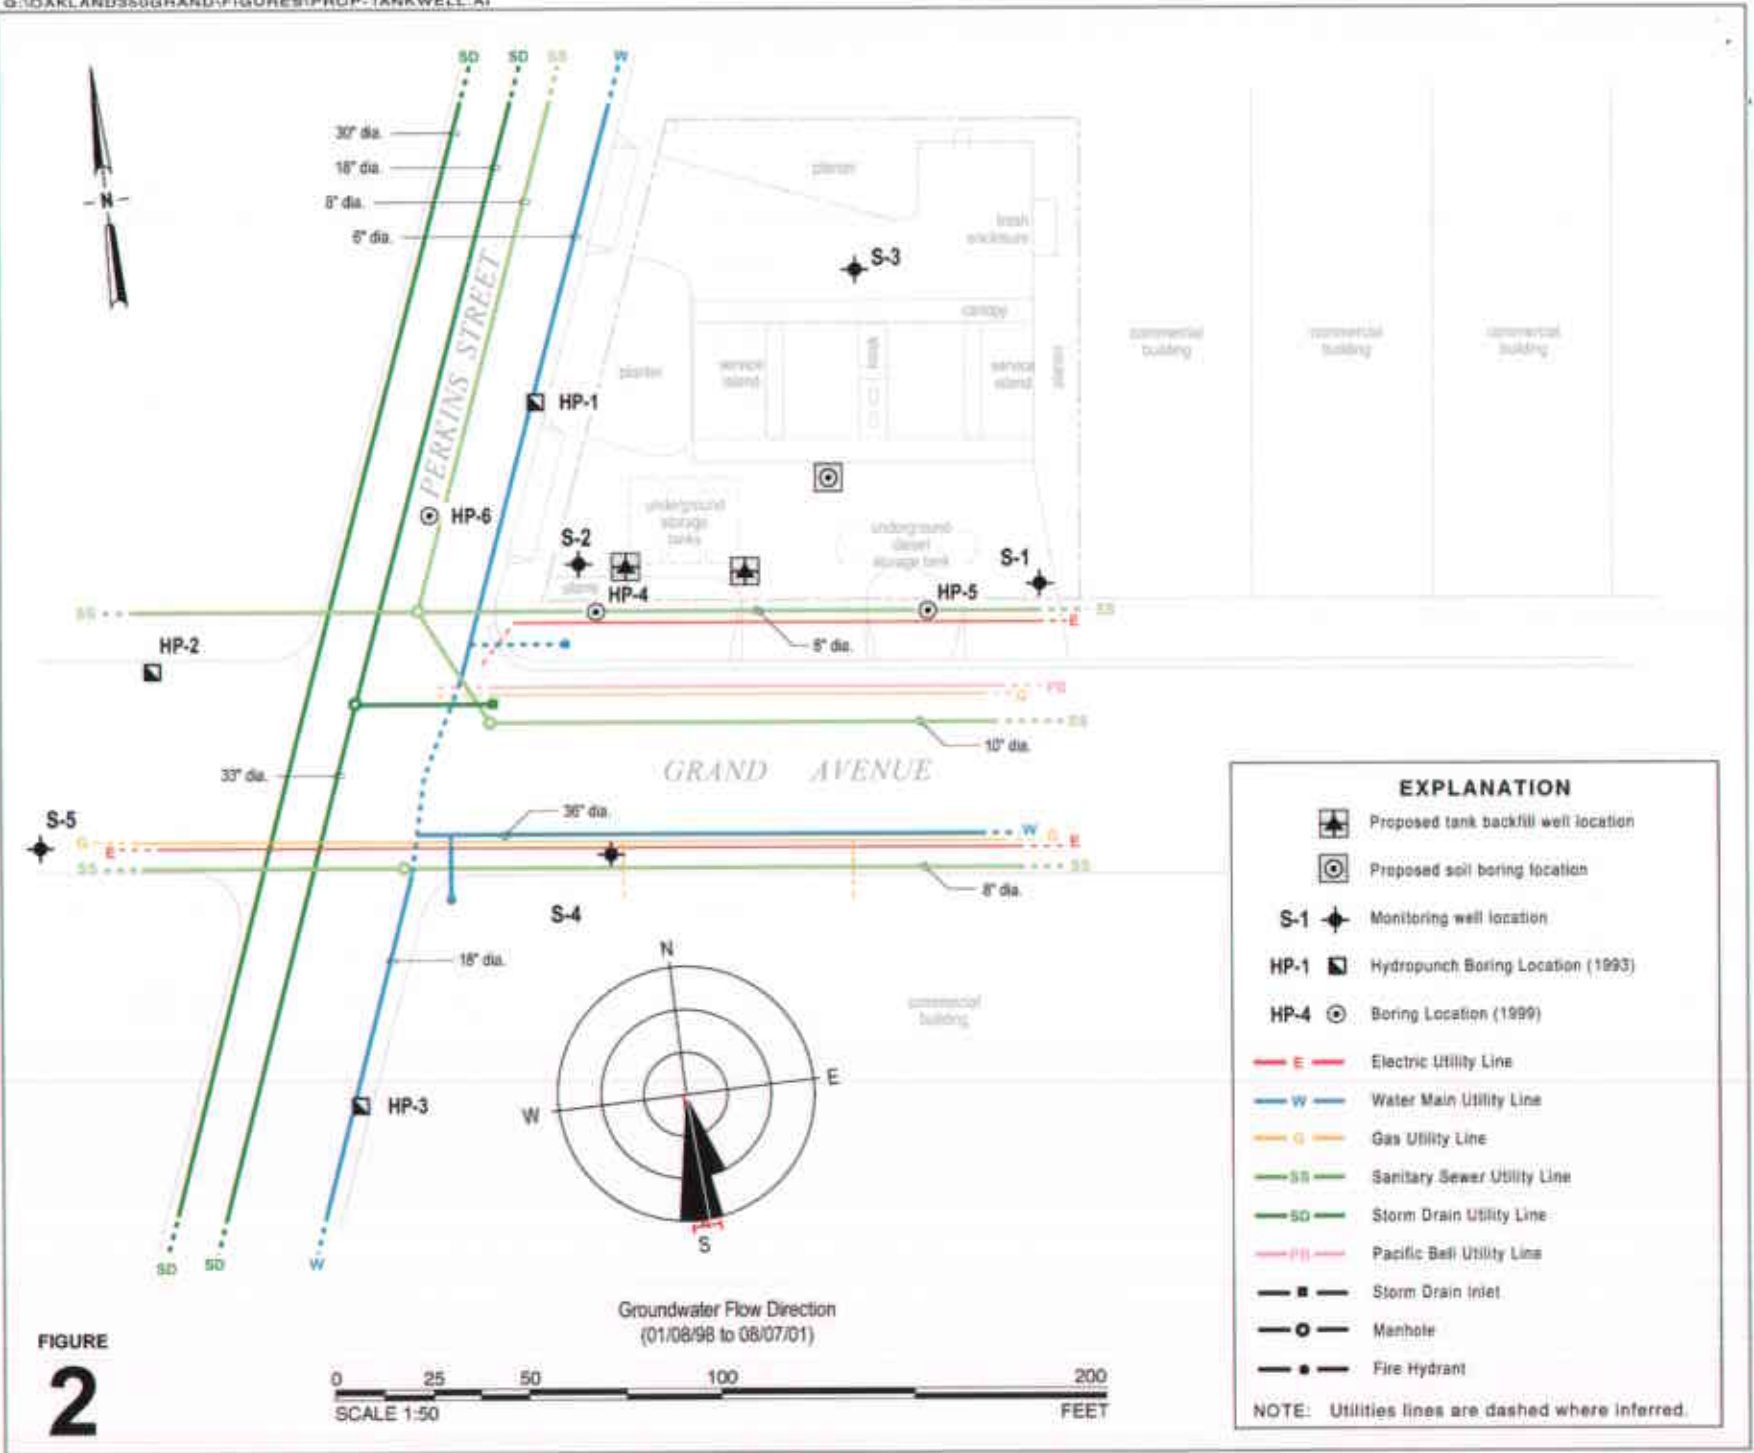 G:\OAKLAND350GRAND\FIGURES\PROP-TANKWELL.AI
SD SD SS W
30" dia.
18" dia.
8" dia.
6" dia.
N
PERKINS STREET
planter
trash
enclosure
S-3
canopy
service
island
kiosk
service
island
planter
planter
commercial
building
commercial
building
commercial
building
HP-1
HP-6
underground
storage
tanks
underground
diesel
storage tank
S-2
S-1
HP-4
HP-5
SS
SS
E
6" dia.
HP-2
PB
G
SS
10" dia.
GRAND AVENUE
33" dia.
36" dia.
S-5
G
E
SS
W
G
E
SS
8" dia.
S-4
18" dia.
commercial
building
HP-3
N
E
W
S
SD SD W
Groundwater Flow Direction
(01/08/98 to 08/07/01)
FIGURE
2
0 25 50 100 200
SCALE 1:50 FEET
EXPLANATION
Proposed tank backfill well location
Proposed soil boring location
S-1 Monitoring well location
HP-1 Hydropunch Boring Location (1993)
HP-4 Boring Location (1999)
E Electric Utility Line
W Water Main Utility Line
G Gas Utility Line
SS Sanitary Sewer Utility Line
SD Storm Drain Utility Line
PB Pacific Bell Utility Line
Storm Drain Inlet
Manhole
Fire Hydrant
NOTE: Utilities lines are dashed where inferred.